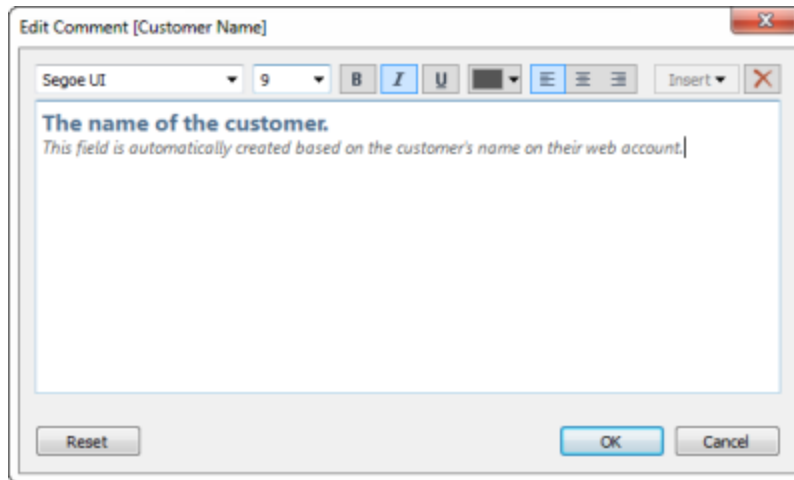 Edit Comment [Customer Name]
X
Segoe UI 9 B I U Insert
The name of the customer.
This field is automatically created based on the customer's name on their web account.
Reset OK Cancel